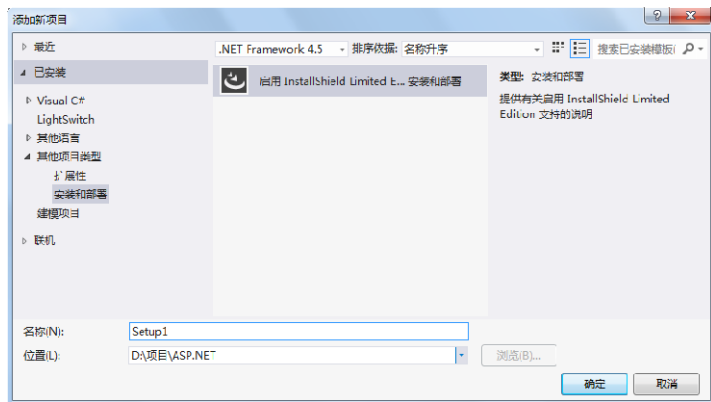 添加新项目
最近
.NET Framework 4.5 排序依据: 名称升序
搜索已安装模板
已安装
启用 InstallShield Limited E... 安装和部署
类型: 安装和部署
提供有关启用 InstallShield Limited
Edition 支持的说明
Visual C#
LightSwitch
其他语言
其他项目类型
扩展性
安装和部署
建模项目
联机
名称(N): Setup1
位置(L): D:\项目\ASP.NET 浏览(B)...
确定 取消